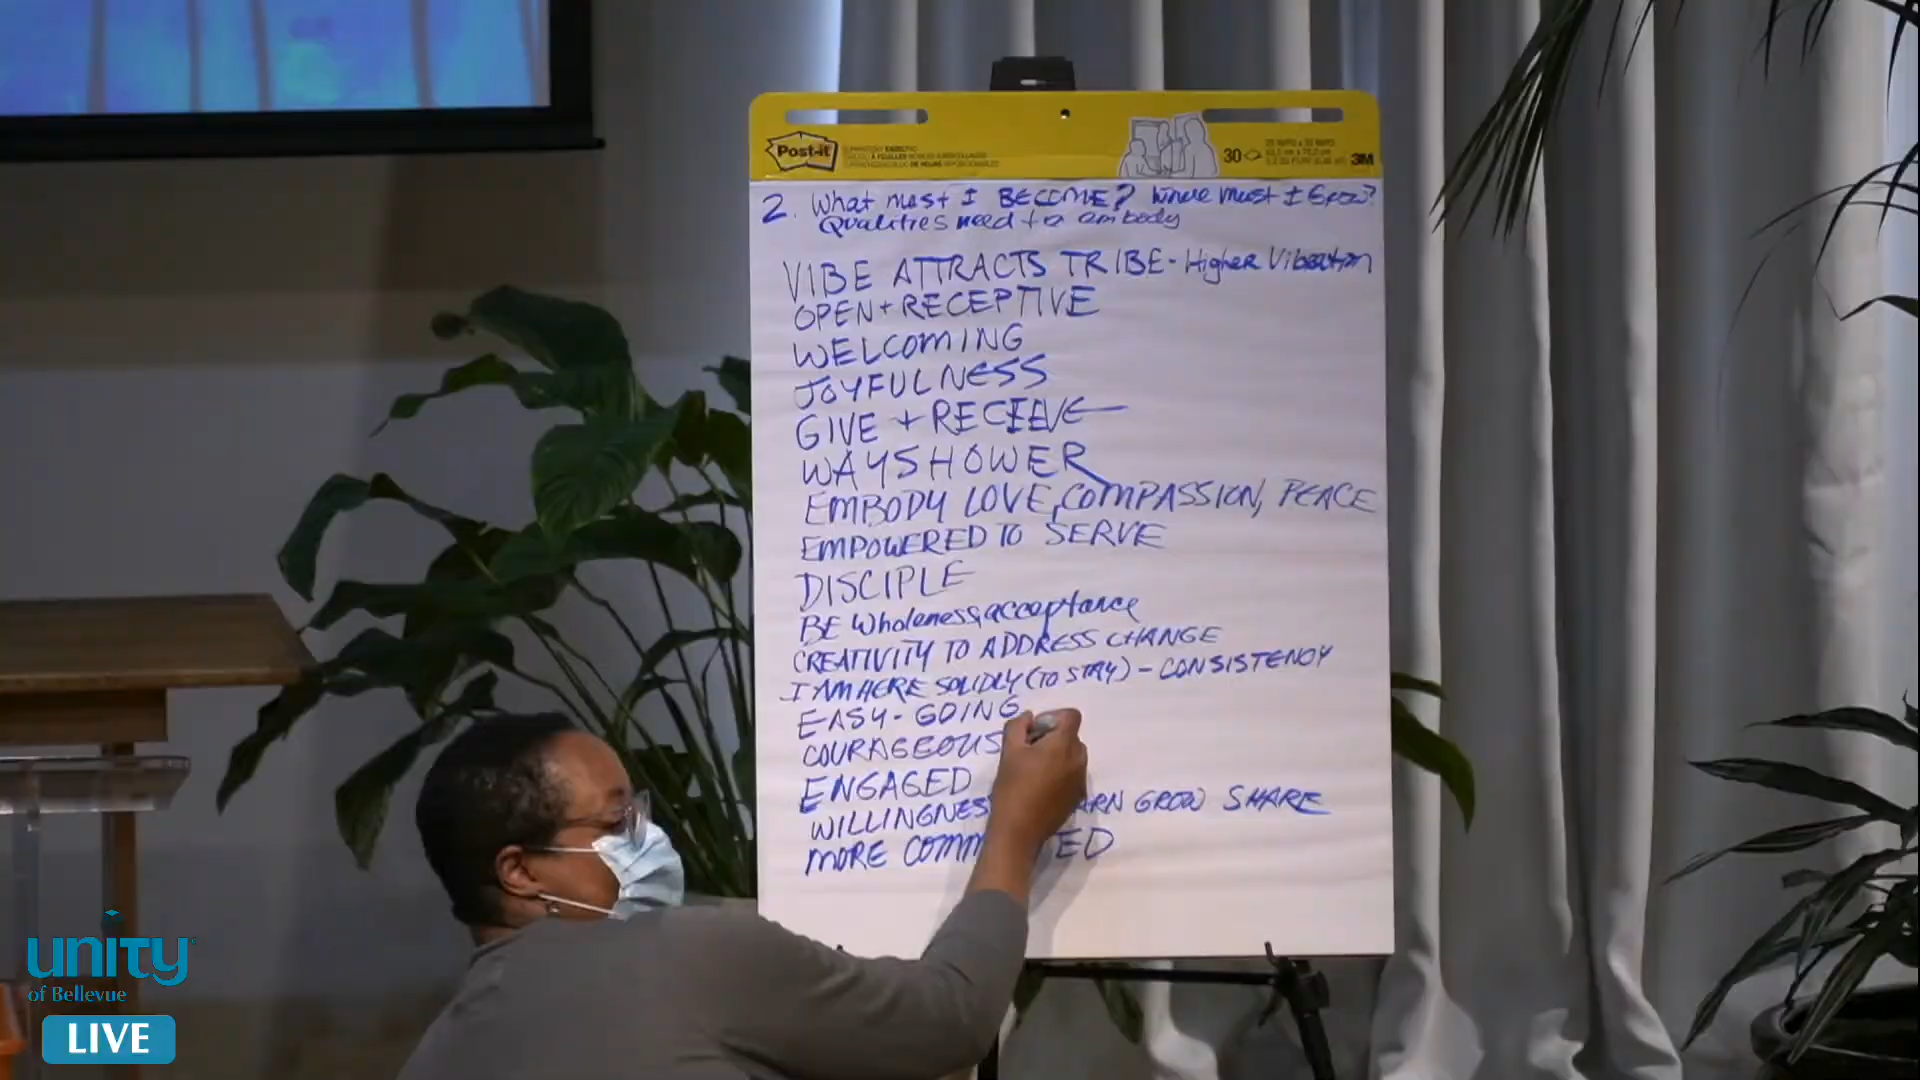 Post-it
30
3M
2. What must I BECOME? Where must I Grow?
Qualities need to embody
VIBE ATTRACTS TRIBE - Higher Vibration
OPEN + RECEPTIVE
WELCOMING
JOYFULNESS
GIVE + RECEIEVE
WAYSHOWER
EMBODY LOVE, COMPASSION, PEACE
EMPOWERED TO SERVE
DISCIPLE
BE Wholeness, acceptance
CREATIVITY TO ADDRESS CHANGE
I AM HERE SOLIDLY (TO STAY) - CONSISTENCY
EASY - GOING
COURAGEOUS
ENGAGED
WILLINGNESS ARN GROW SHARE
MORE COMM ED
unity
of Bellevue
LIVE